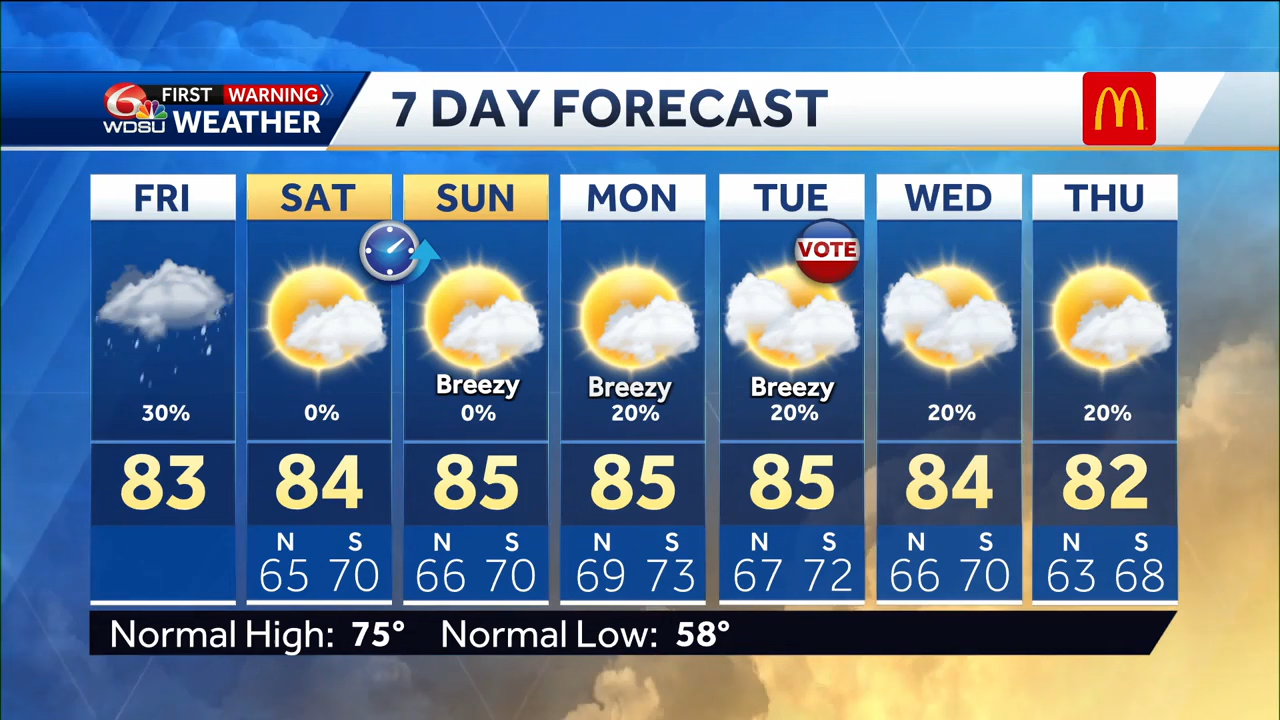 6 WDSU FIRST WARNING WEATHER
7 DAY FORECAST
FRI SAT SUN MON TUE WED THU
VOTE
Breezy Breezy Breezy
30% 0% 0% 20% 20% 20% 20%
83 84 85 85 85 84 82
N S N S N S N S N S N S
65 70 66 70 69 73 67 72 66 70 63 68
Normal High: 75° Normal Low: 58°